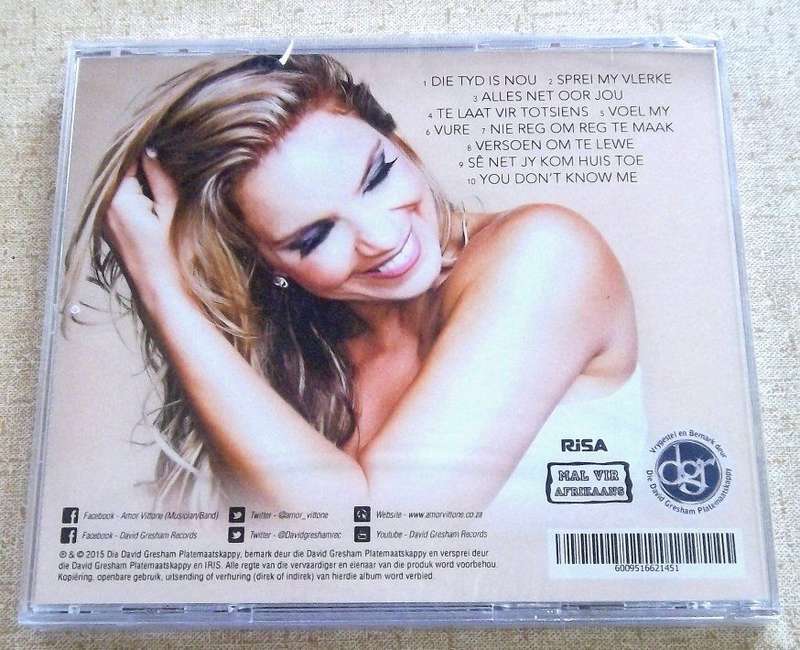 1 DIE TYD IS NOU 2 SPREI MY VLERKE
3 ALLES NET OOR JOU
4 TE LAAT VIR TOTSIENS 5 VOEL MY
6 VURE 7 NIE REG OM REG TE MAAK
8 VERSOEN OM TE LEWE
9 SÊ NET JY KOM HUIS TOE
10 YOU DON'T KNOW ME
RiSA
MAL VIR
AFRIKAANS
Vrygestel en Bemark deur
dgr
Die David Gresham Platemaatskappy
Facebook - Amor Vittone (Musician/Band) Twitter - @amor_vittone Website - www.amorvittone.co.za
Facebook - David Gresham Records Twitter - @Davidgreshamrec Youtube - David Gresham Records
℗ & © 2015 Die David Gresham Platemaatskappy, bemark deur die David Gresham Platemaatskappy en versprei deur
die David Gresham Platemaatskappy en IRIS. Alle regte van die vervaardiger en eienaar van die produk word voorbehou.
Kopiëring, openbare gebruik, uitsending of verhuring (direk of indirek) van hierdie album word verbied.
6009516621451